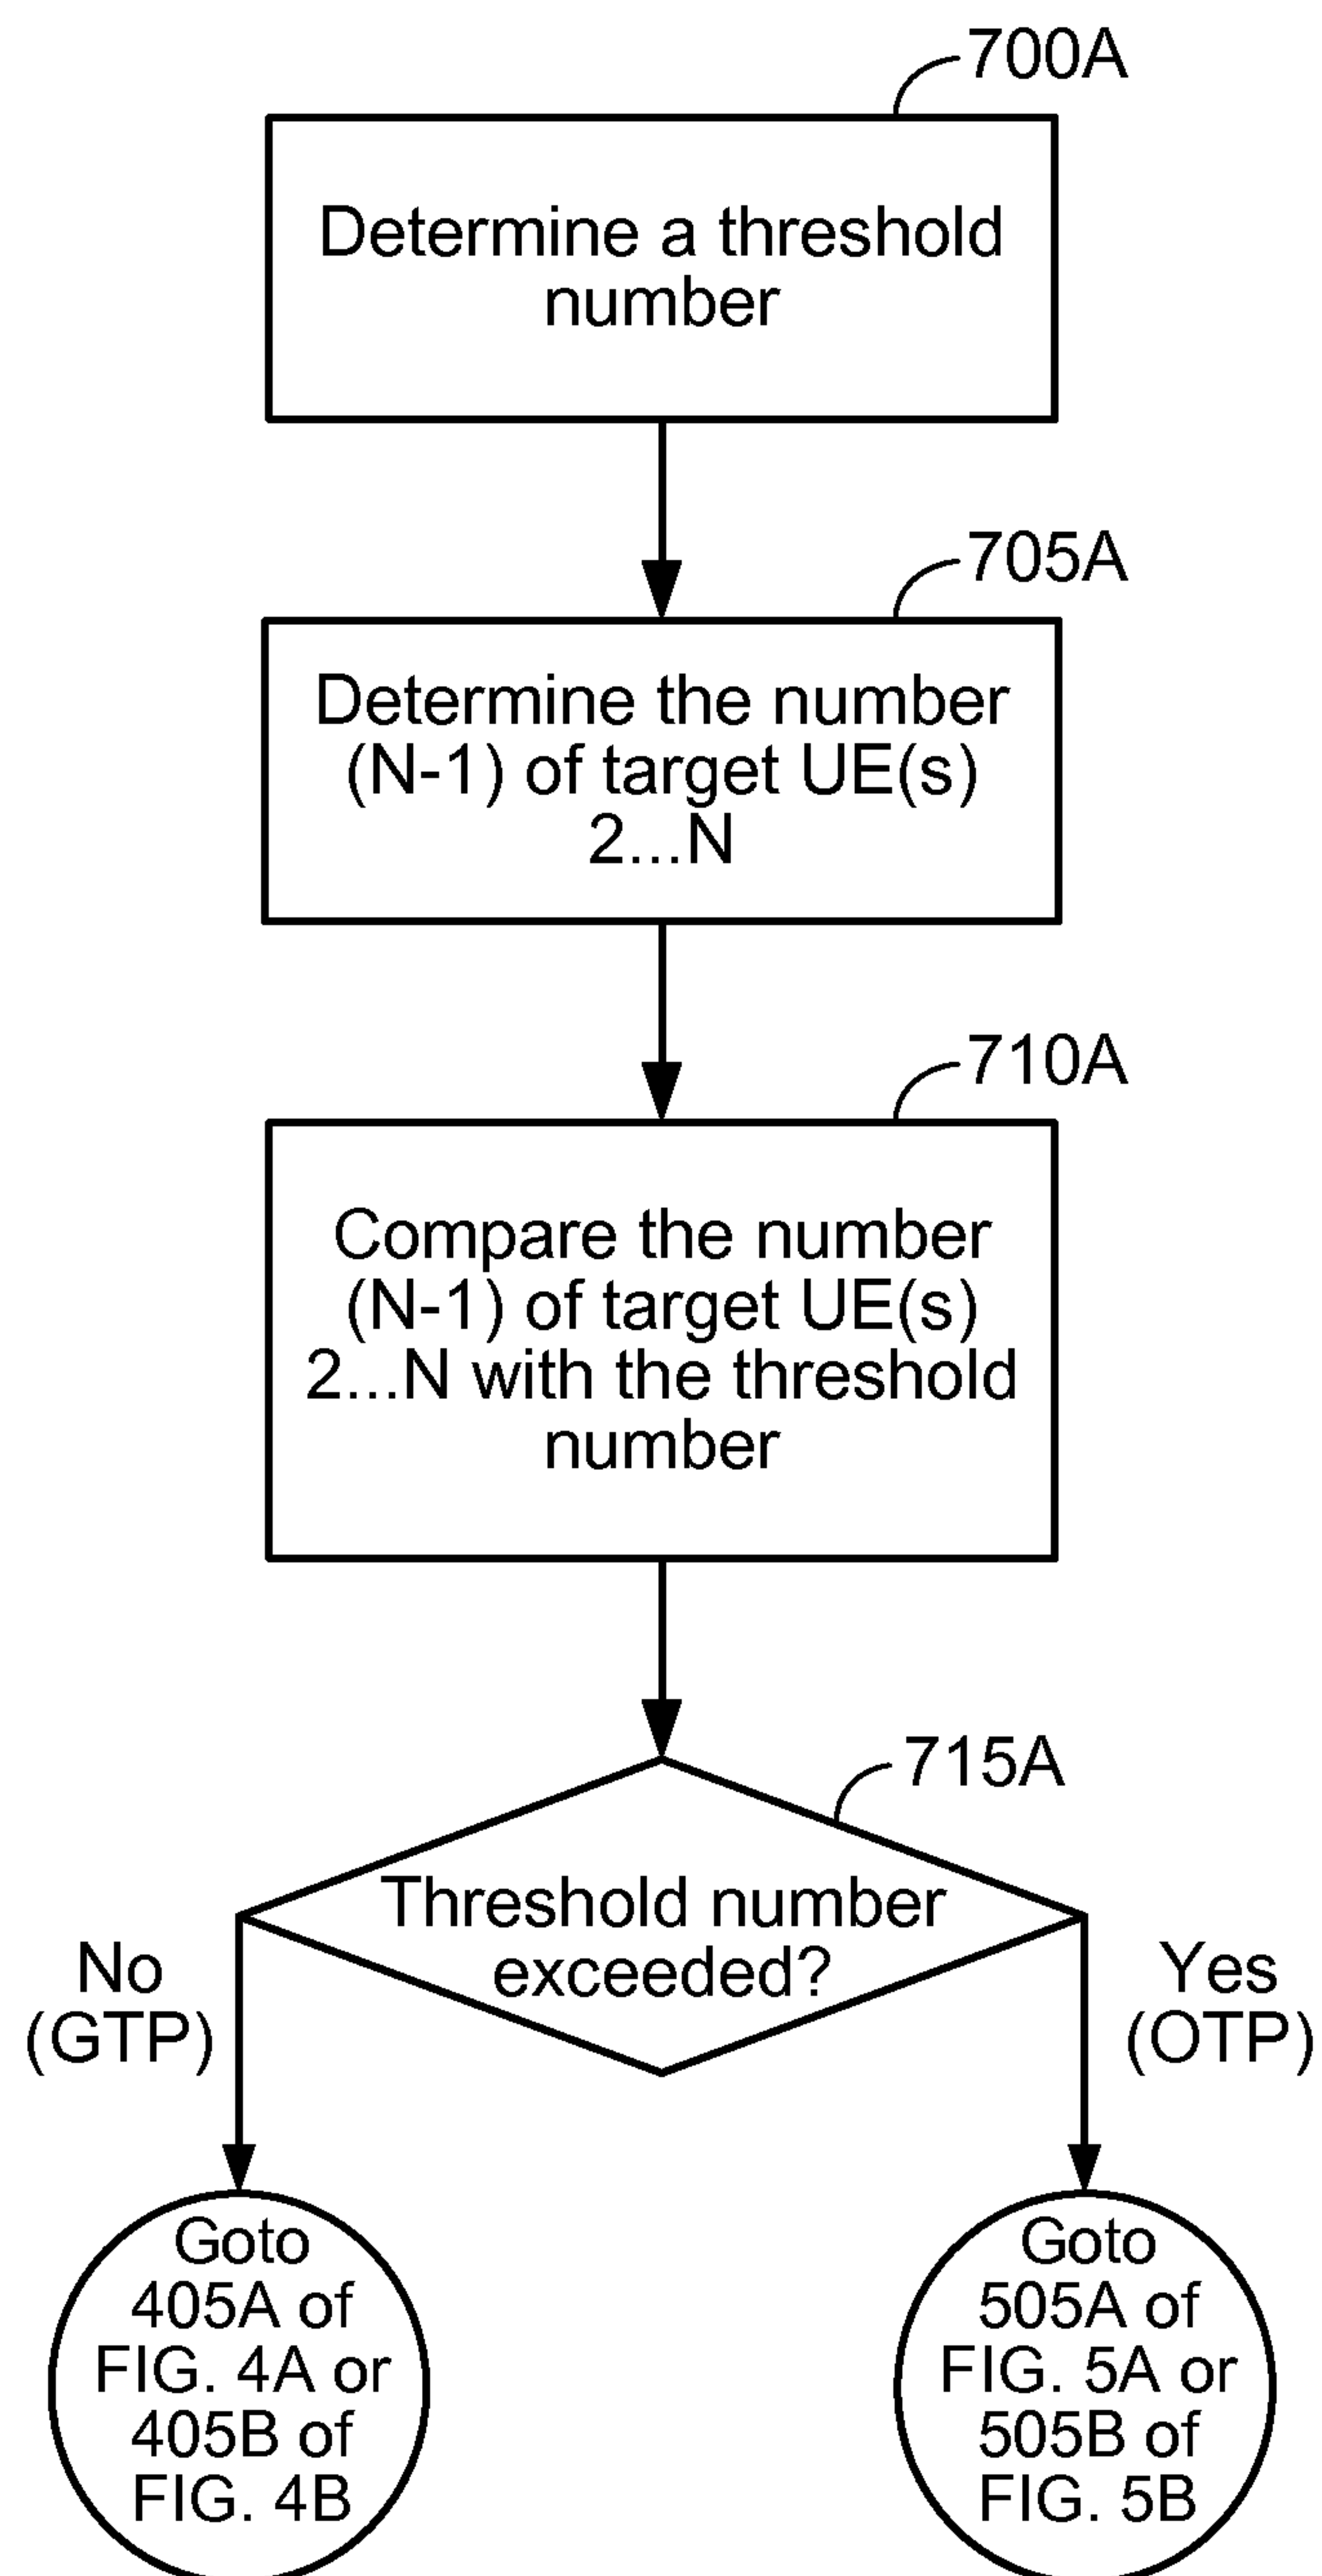 700A
Determine a threshold
number
705A
Determine the number
(N-1) of target UE(s)
2...N
710A
Compare the number
(N-1) of target UE(s)
2...N with the threshold
number
715A
Threshold number
exceeded?
No
(GTP)
Yes
(OTP)
Goto
405A of
FIG. 4A or
405B of
FIG. 4B
Goto
505A of
FIG. 5A or
505B of
FIG. 5B